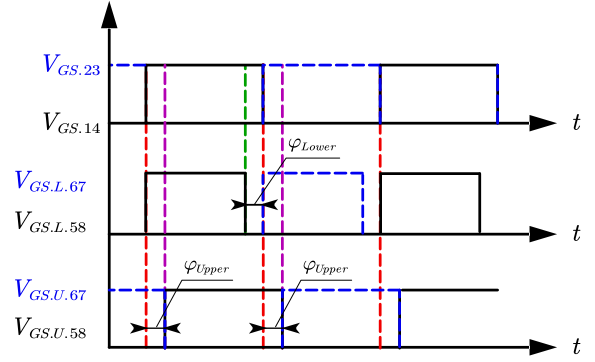 V_{GS.23}
V_{GS.14}
t
φ_{Lower}
V_{GS.L.67}
V_{GS.L.58}
t
φ_{Upper} φ_{Upper}
V_{GS.U.67}
V_{GS.U.58}
t